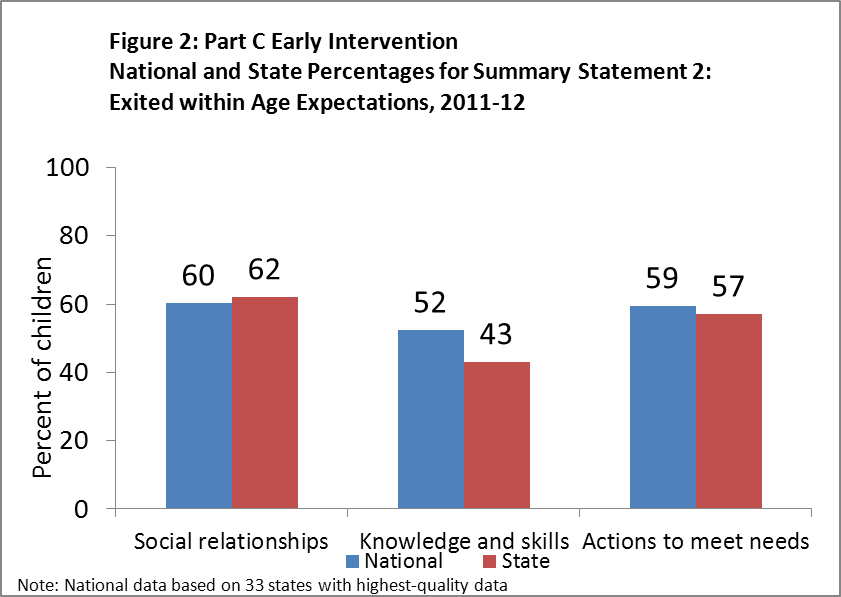 Figure 2: Part C Early Intervention
National and State Percentages for Summary Statement 2:
Exited within Age Expectations, 2011-12
Percent of children
100
80
60
40
20
0
60
62
52
43
59
57
Social relationships
Knowledge and skills
Actions to meet needs
National
State
Note: National data based on 33 states with highest-quality data